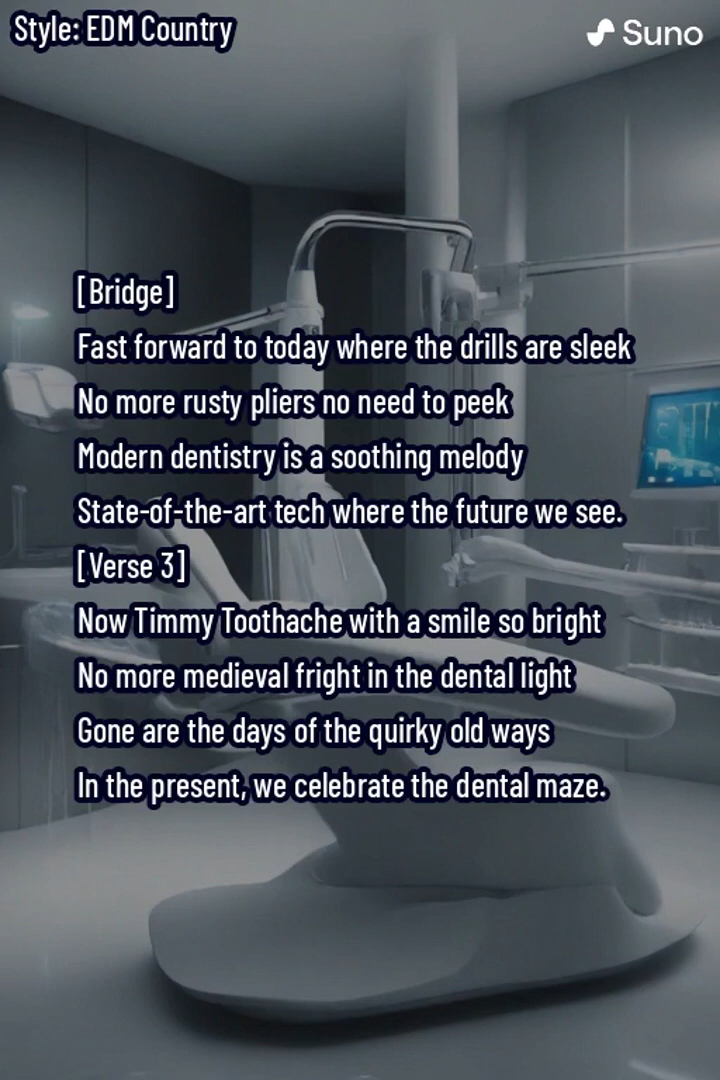 Style: EDM Country
Suno
[Bridge]
Fast forward to today where the drills are sleek
No more rusty pliers no need to peek
Modern dentistry is a soothing melody
State-of-the-art tech where the future we see.
[Verse 3]
Now Timmy Toothache with a smile so bright
No more medieval fright in the dental light
Gone are the days of the quirky old ways
In the present, we celebrate the dental maze.